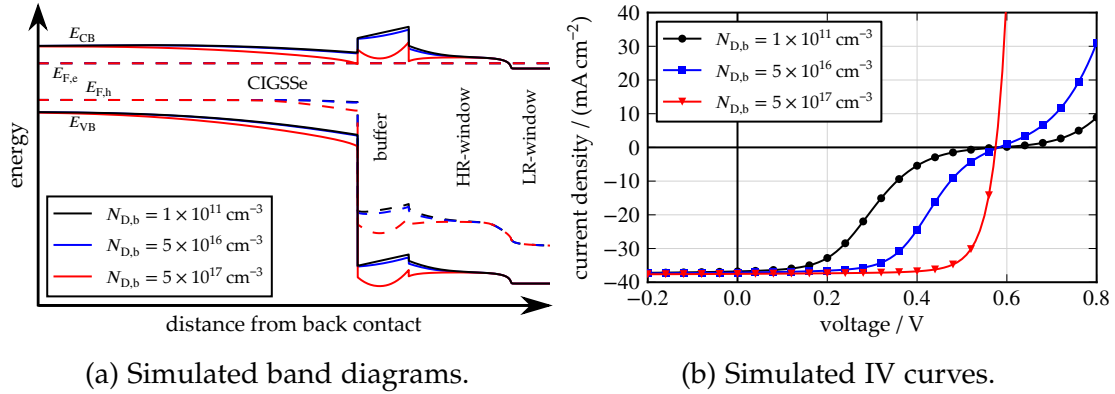 E_CB
E_F,e
E_F,h
CIGSSe
E_VB
buffer
HR-window
LR-window
energy
N_D,b = 1 × 10^11 cm^−3
N_D,b = 5 × 10^16 cm^−3
N_D,b = 5 × 10^17 cm^−3
distance from back contact
(a) Simulated band diagrams.
40
30
20
10
0
−10
−20
−30
−40
current density / (mA cm^−2)
N_D,b = 1 × 10^11 cm^−3
N_D,b = 5 × 10^16 cm^−3
N_D,b = 5 × 10^17 cm^−3
−0.2 0.0 0.2 0.4 0.6 0.8
voltage / V
(b) Simulated IV curves.